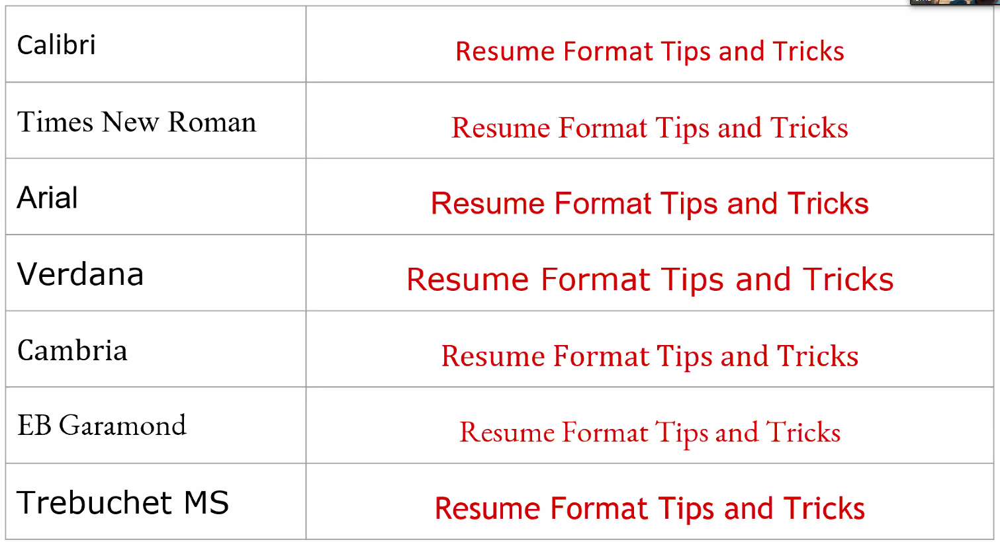 Calibri
Resume Format Tips and Tricks
Times New Roman
Resume Format Tips and Tricks
Arial
Resume Format Tips and Tricks
Verdana
Resume Format Tips and Tricks
Cambria
Resume Format Tips and Tricks
EB Garamond
Resume Format Tips and Tricks
Trebuchet MS
Resume Format Tips and Tricks